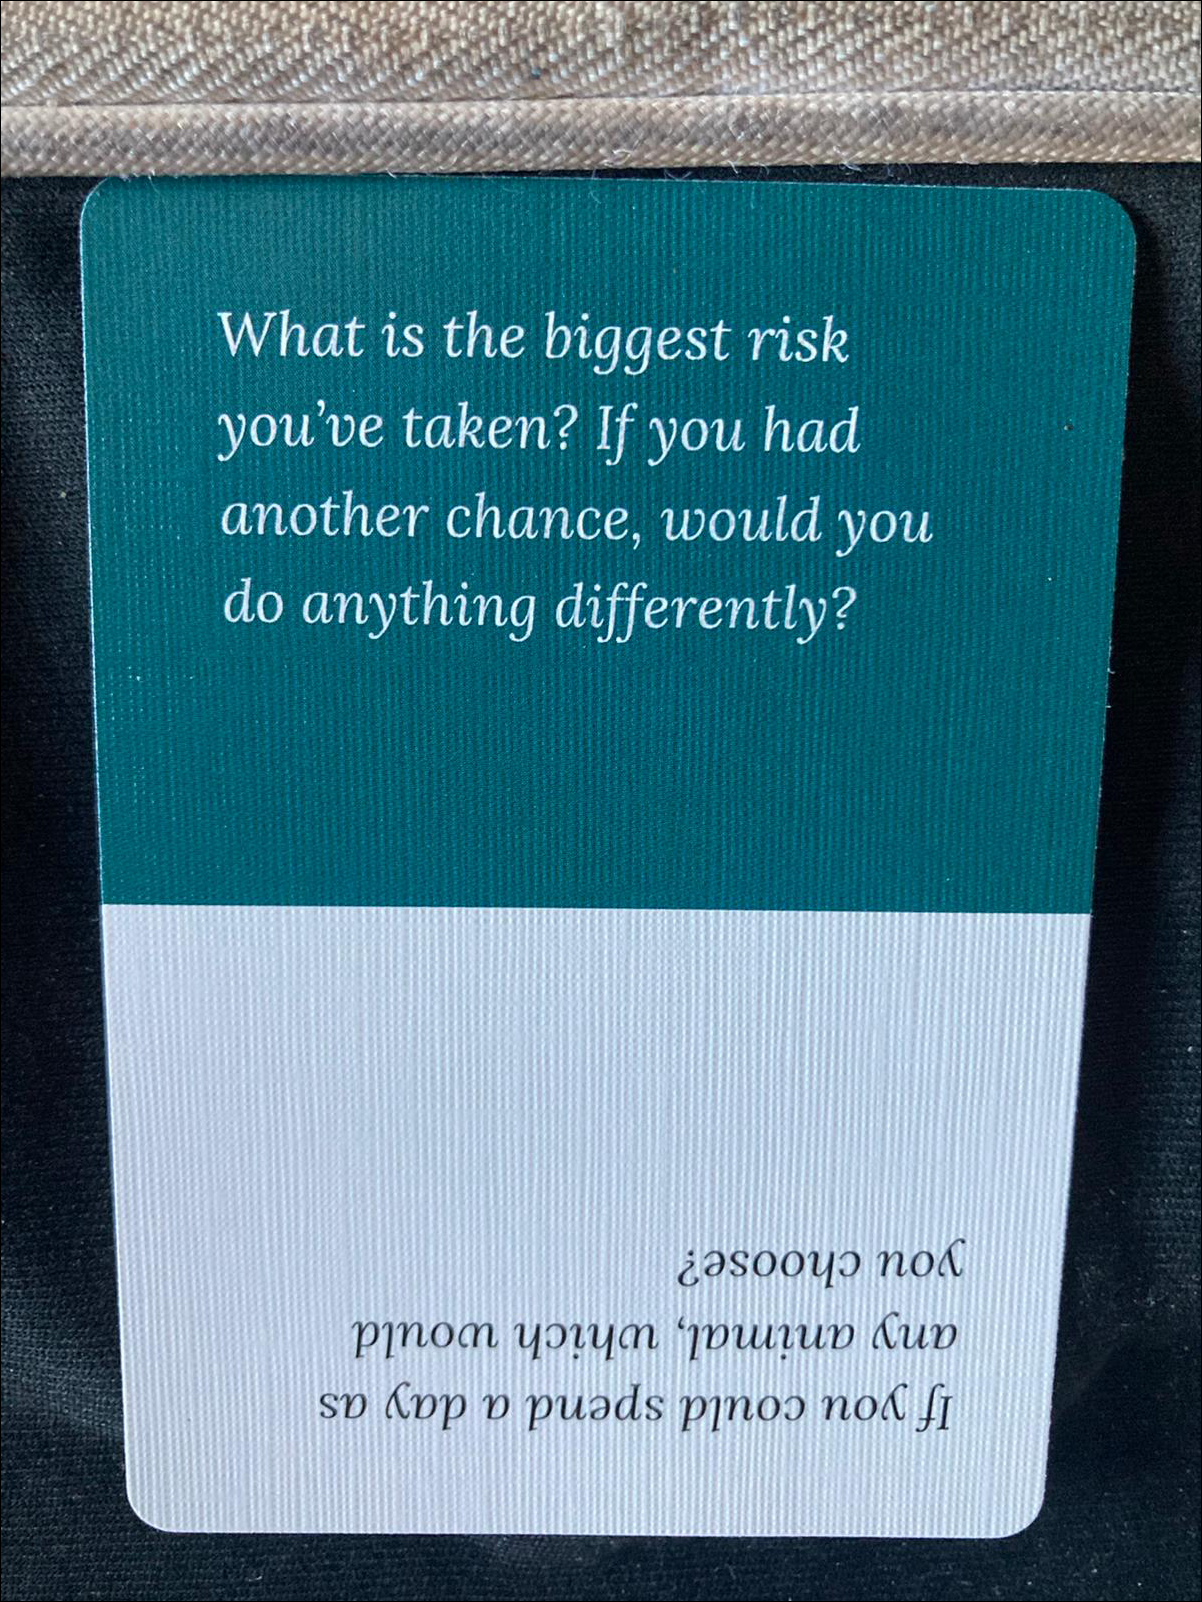 What is the biggest risk
you’ve taken? If you had
another chance, would you
do anything differently?
If you could spend a day as
any animal, which would
you choose?